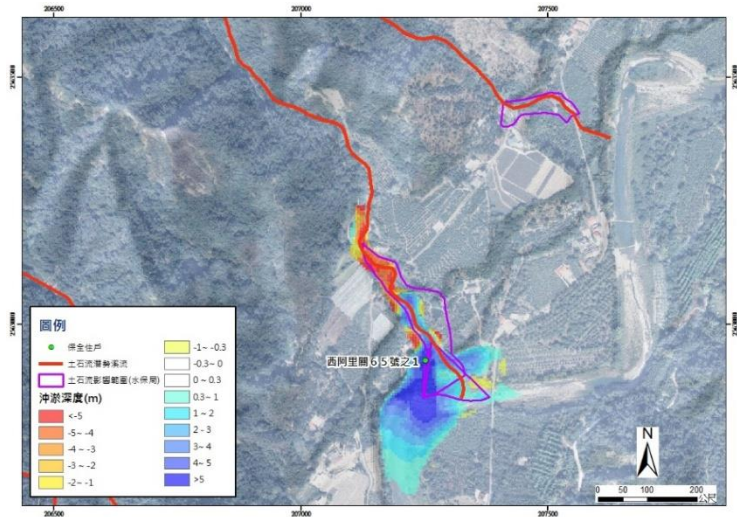 206500
207000
207500
西阿里關６５號之1
圖例
保全住戶
土石流潛勢溪流
土石流影響範圍(水保局)
沖淤深度(m)
<-5
-5~ -4
-4 ~ -3
-3 ~ -2
-2~ -1
-1~ -0.3
-0.3~ 0
0 ~ 0.3
0.3~ 1
1 ~ 2
2 - 3
3~ 4
4~ 5
>5
N
0 50 100 200
公尺
206500
207000
207500